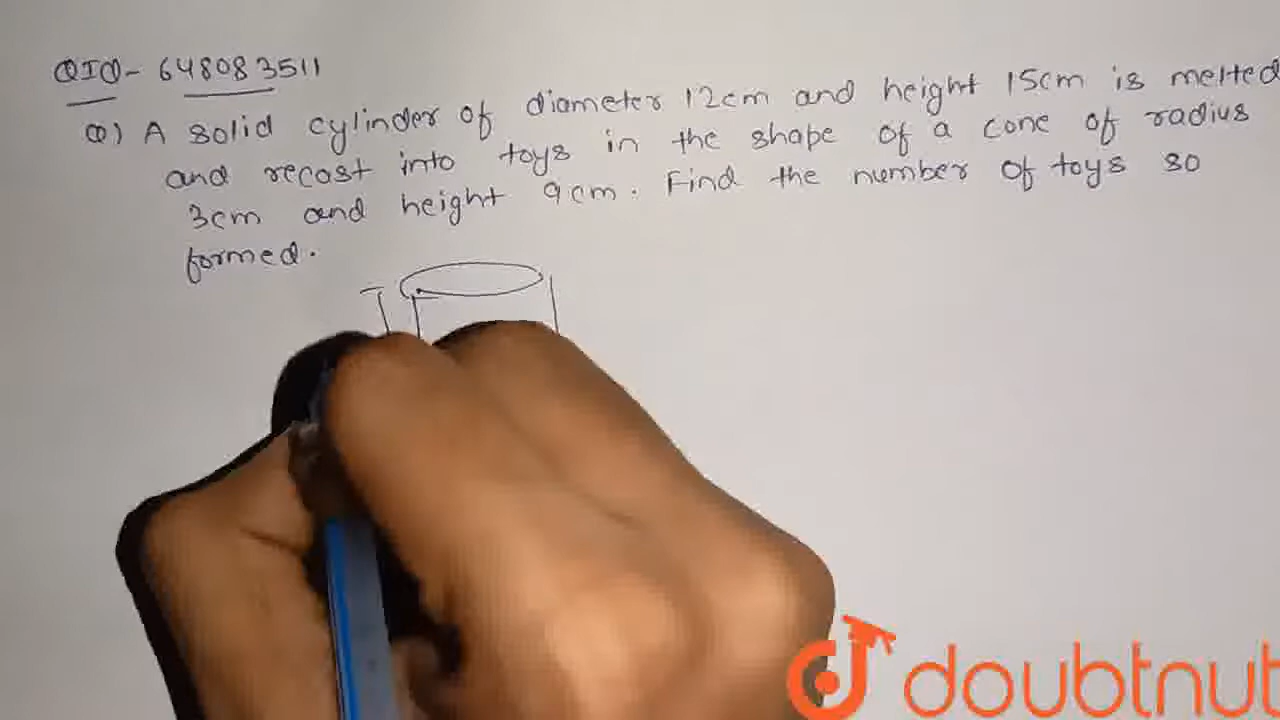 QID- 648083511
Q) A solid cylinder of diameter 12cm and height 15cm is melted
and recast into toys in the shape of a cone of radius
3cm and height 9cm. Find the number of toys so
formed.
doubtnut